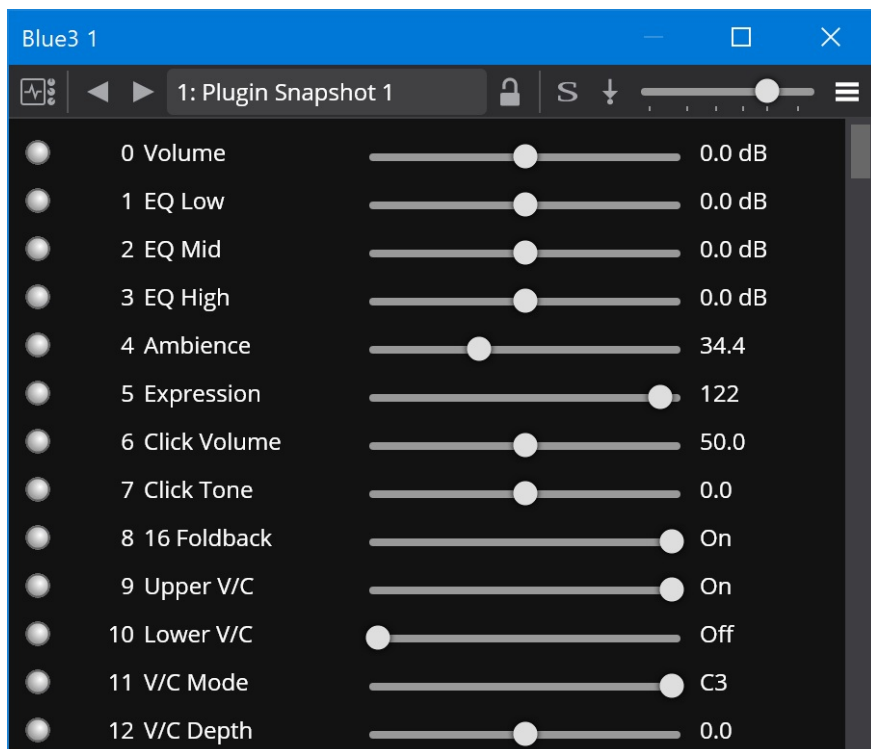 Blue3 1
1: Plugin Snapshot 1 S
0 Volume 0.0 dB
1 EQ Low 0.0 dB
2 EQ Mid 0.0 dB
3 EQ High 0.0 dB
4 Ambience 34.4
5 Expression 122
6 Click Volume 50.0
7 Click Tone 0.0
8 16 Foldback On
9 Upper V/C On
10 Lower V/C Off
11 V/C Mode C3
12 V/C Depth 0.0